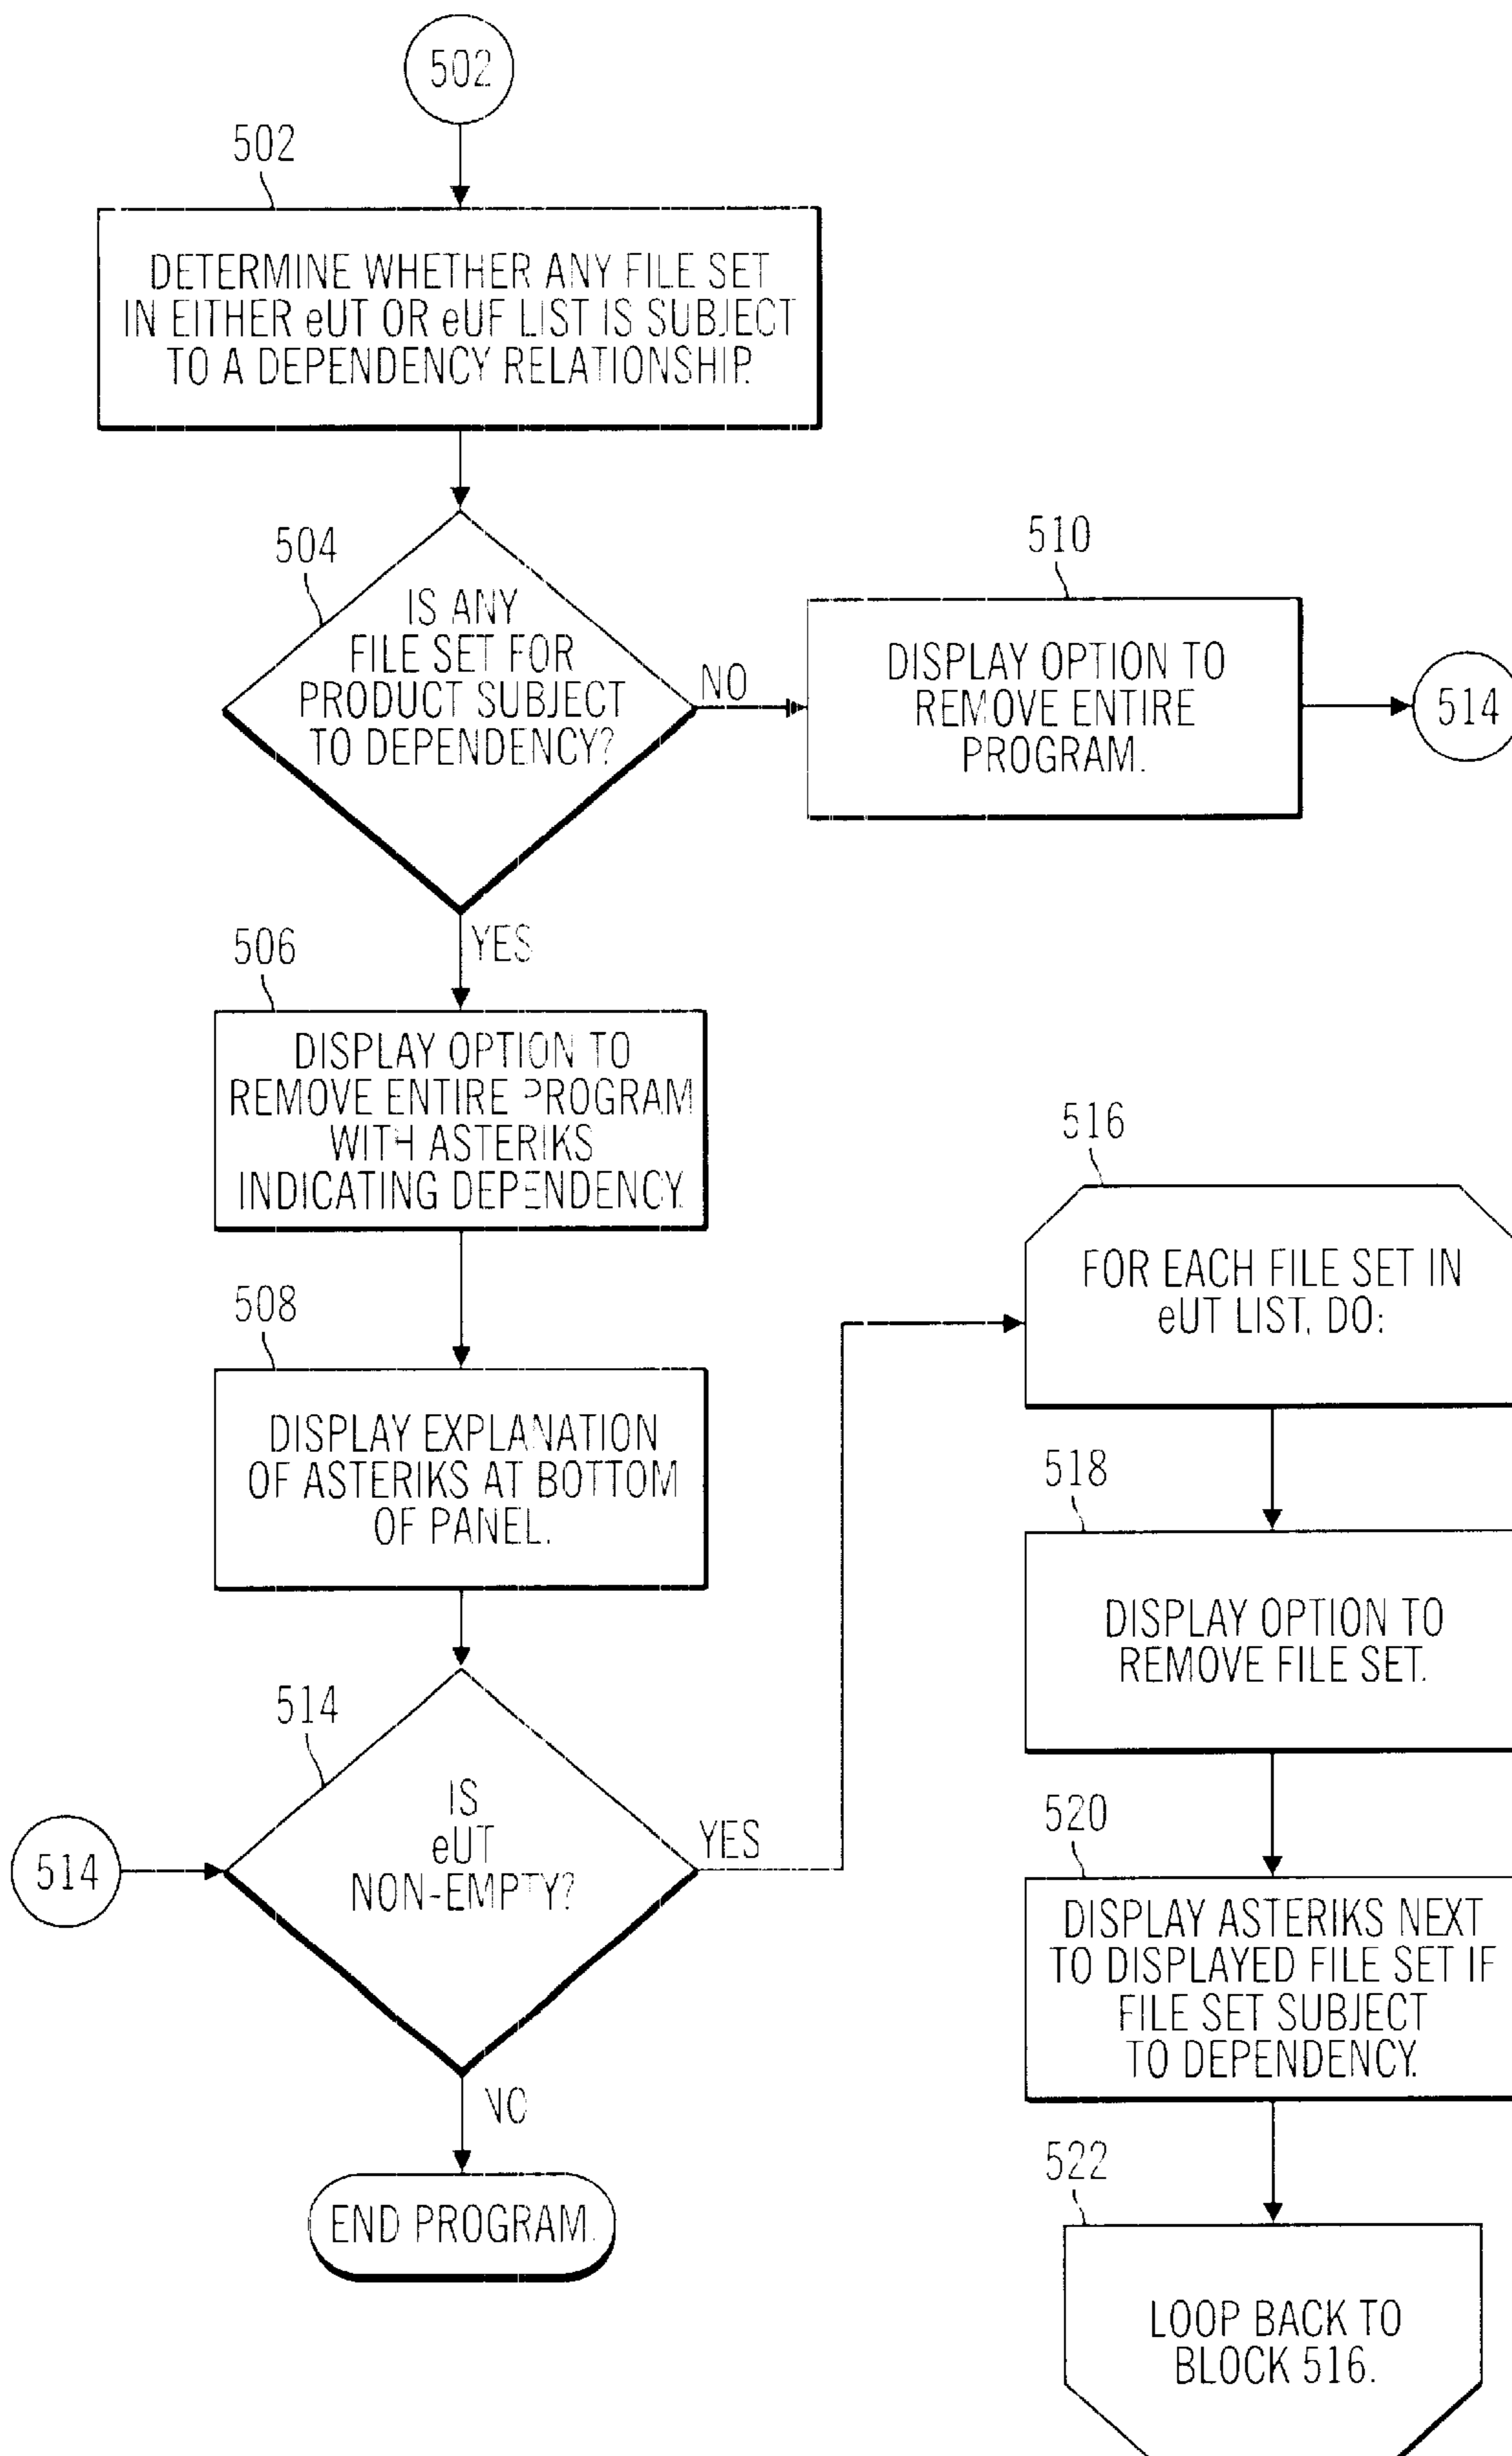 502
502
DETERMINE WHETHER ANY FILE SET
IN EITHER eUT OR eUF LIST IS SUBJECT
TO A DEPENDENCY RELATIONSHIP.
504
IS ANY
FILE SET FOR
PRODUCT SUBJECT
TO DEPENDENCY?
NO
510
DISPLAY OPTION TO
REMOVE ENTIRE
PROGRAM.
514
YES
506
DISPLAY OPTION TO
REMOVE ENTIRE PROGRAM
WITH ASTERIKS
INDICATING DEPENDENCY.
508
DISPLAY EXPLANATION
OF ASTERIKS AT BOTTOM
OF PANEL.
514
514
IS
eUT
NON-EMPTY?
YES
NO
END PROGRAM.
516
FOR EACH FILE SET IN
eUT LIST, DO:
518
DISPLAY OPTION TO
REMOVE FILE SET.
520
DISPLAY ASTERIKS NEXT
TO DISPLAYED FILE SET IF
FILE SET SUBJECT
TO DEPENDENCY.
522
LOOP BACK TO
BLOCK 516.